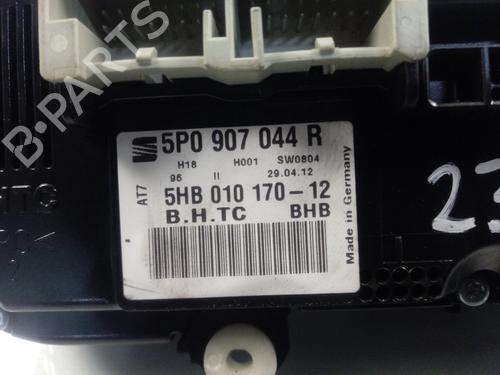 B-PARTS
5P0 907 044 R
H18 H001 SW0804
96 II 29.04.12
AT7
5HB 010 170-12
B.H.TC BHB
Made in Germany
HTC